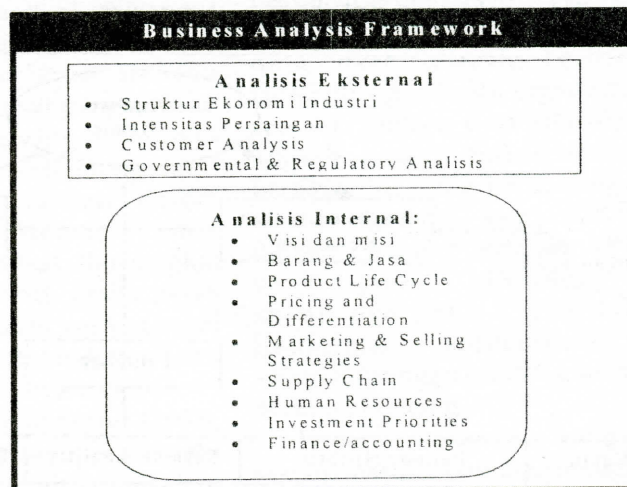 Business Analysis Framework
Analisis Eksternal
• Struktur Ekonomi Industri
• Intensitas Persaingan
• Customer Analysis
• Governmental & Regulatory Analisis
Analisis Internal:
• Visi dan misi
• Barang & Jasa
• Product Life Cycle
• Pricing and
Differentiation
• Marketing & Selling
Strategies
• Supply Chain
• Human Resources
• Investment Priorities
• Finance/accounting